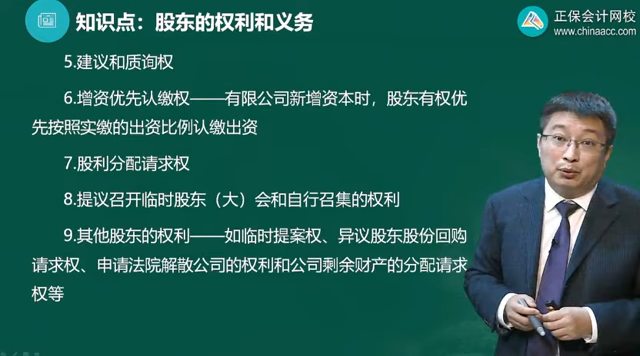 知识点：股东的权利和义务
正保会计网校
www.chinaacc.com
5.建议和质询权
6.增资优先认缴权——有限公司新增资本时，股东有权优
先按照实缴的出资比例认缴出资
7.股利分配请求权
8.提议召开临时股东（大）会和自行召集的权利
9.其他股东的权利——如临时提案权、异议股东股份回购
请求权、申请法院解散公司的权利和公司剩余财产的分配请求
权等